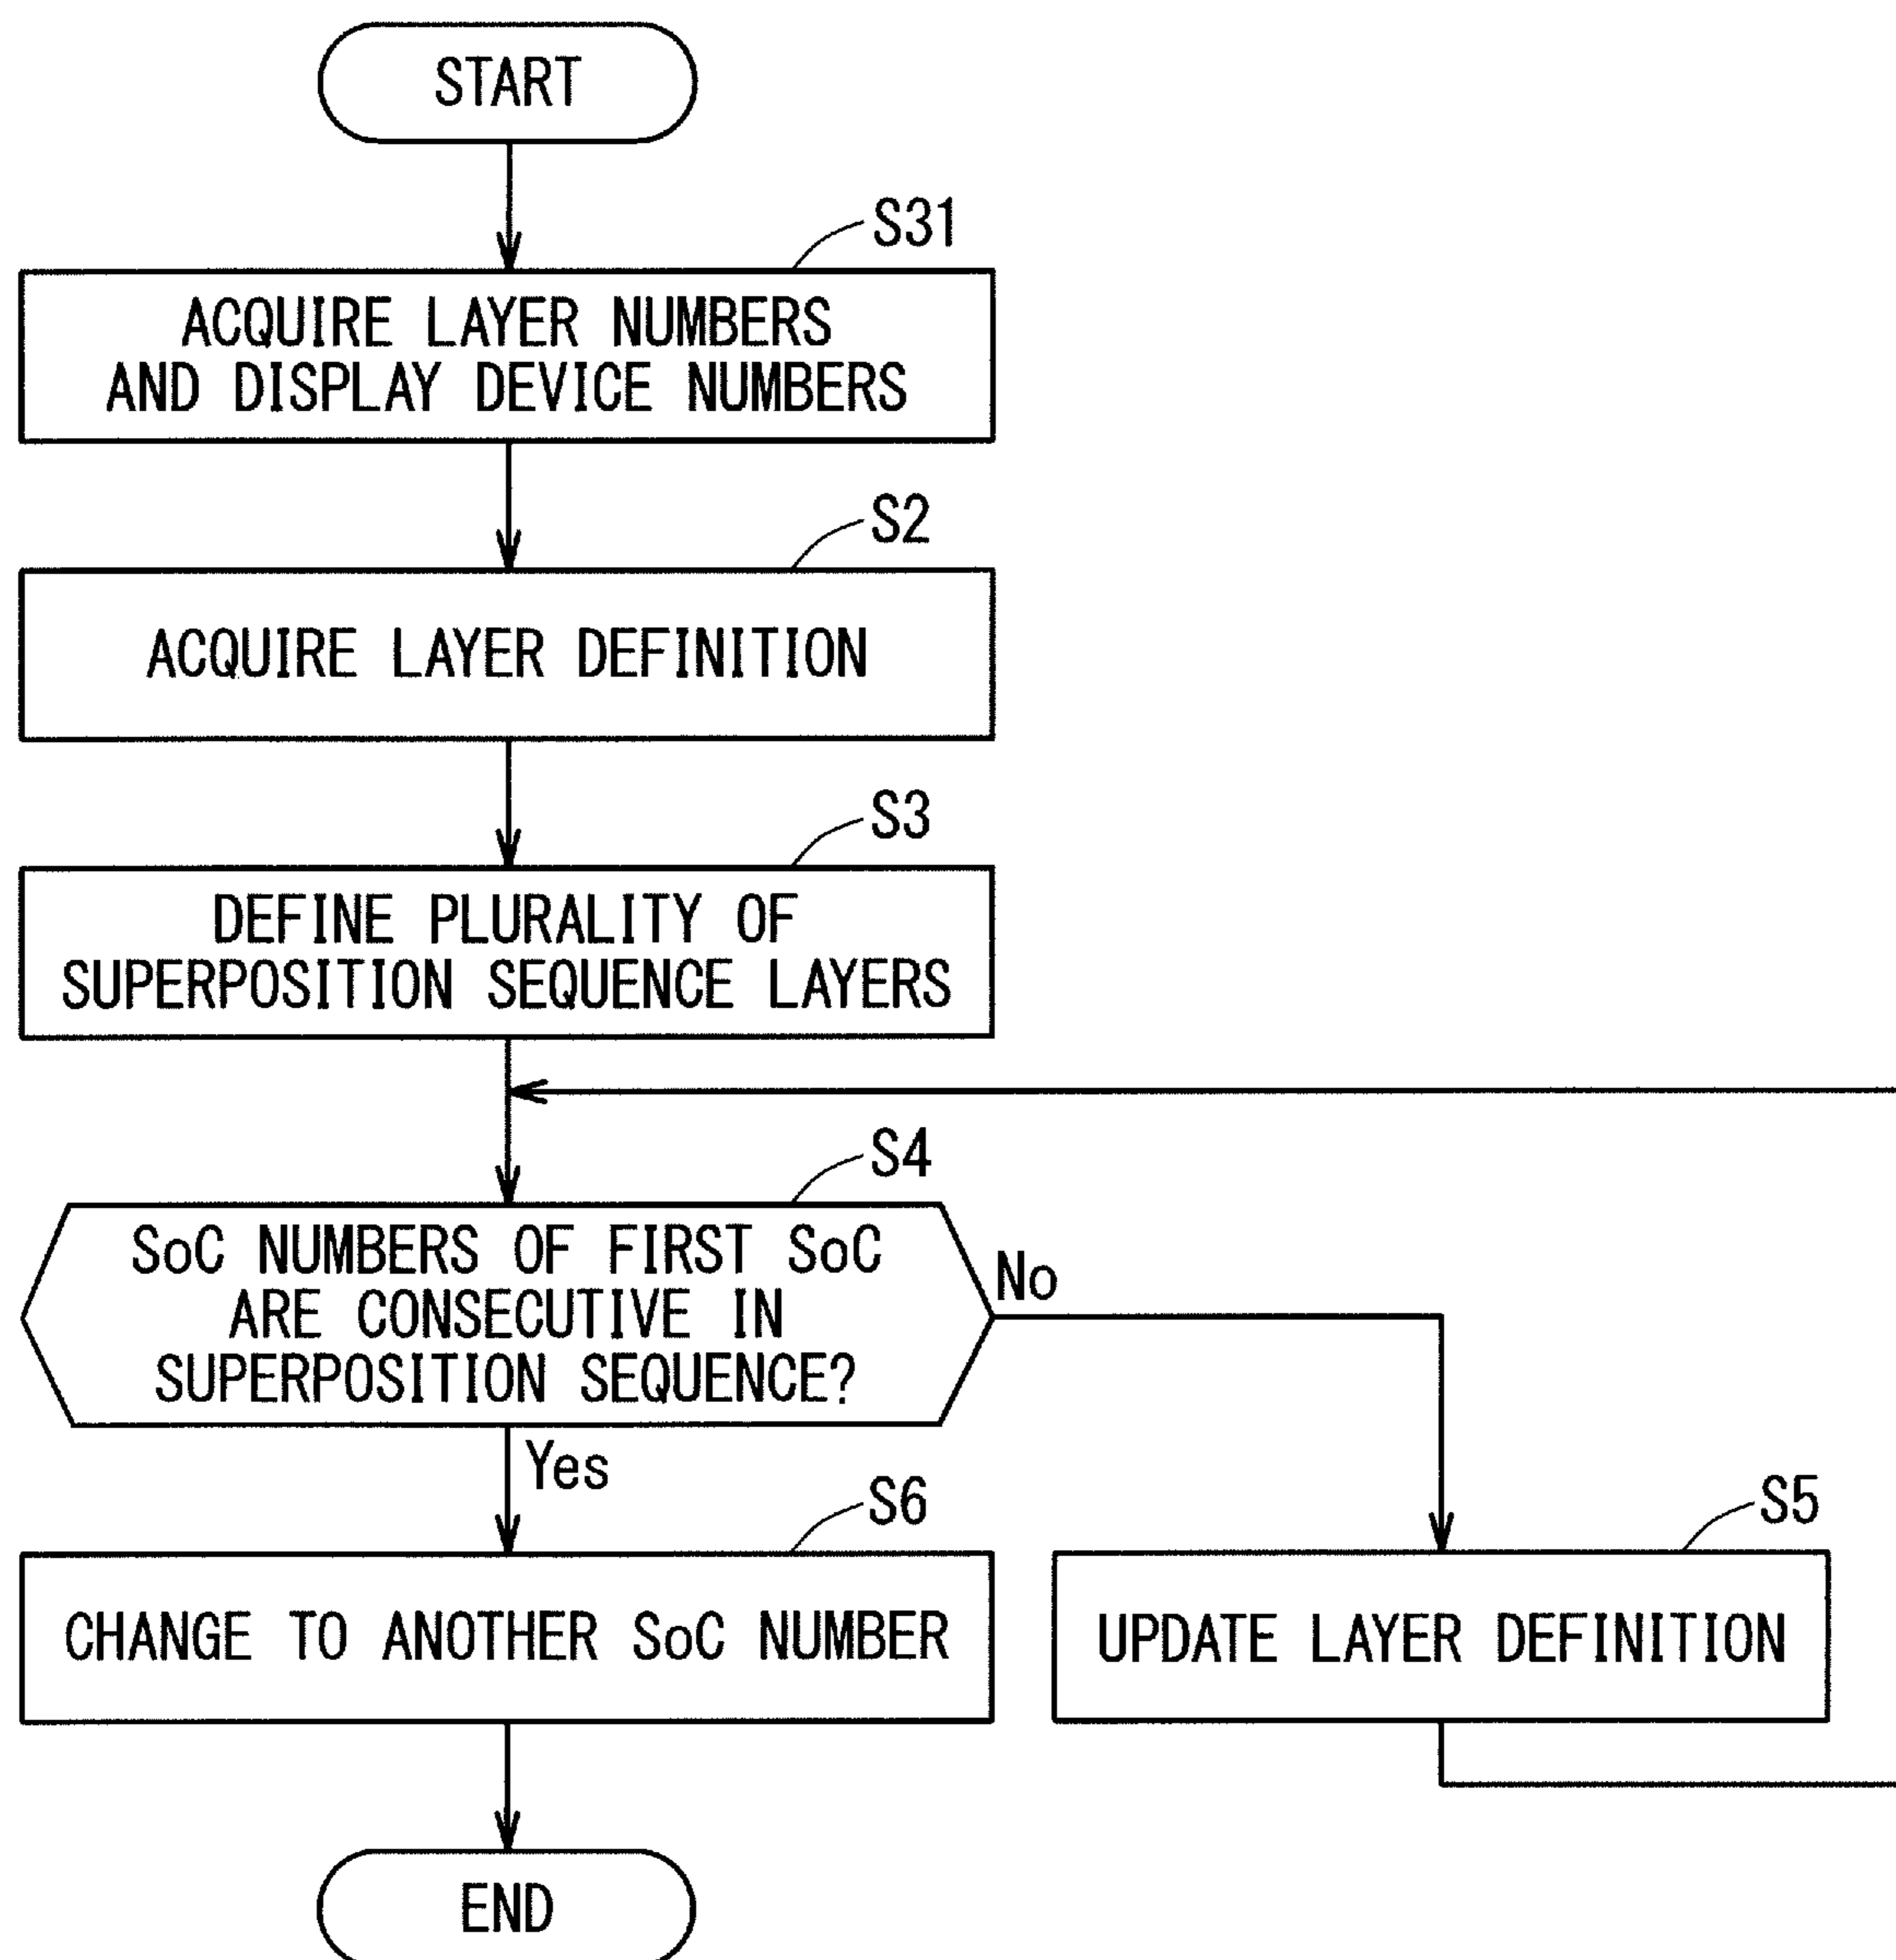 START
S31
ACQUIRE LAYER NUMBERS
AND DISPLAY DEVICE NUMBERS
S2
ACQUIRE LAYER DEFINITION
S3
DEFINE PLURALITY OF
SUPERPOSITION SEQUENCE LAYERS
S4
SoC NUMBERS OF FIRST SoC
ARE CONSECUTIVE IN
SUPERPOSITION SEQUENCE?
No
Yes
S6
CHANGE TO ANOTHER SoC NUMBER
S5
UPDATE LAYER DEFINITION
END